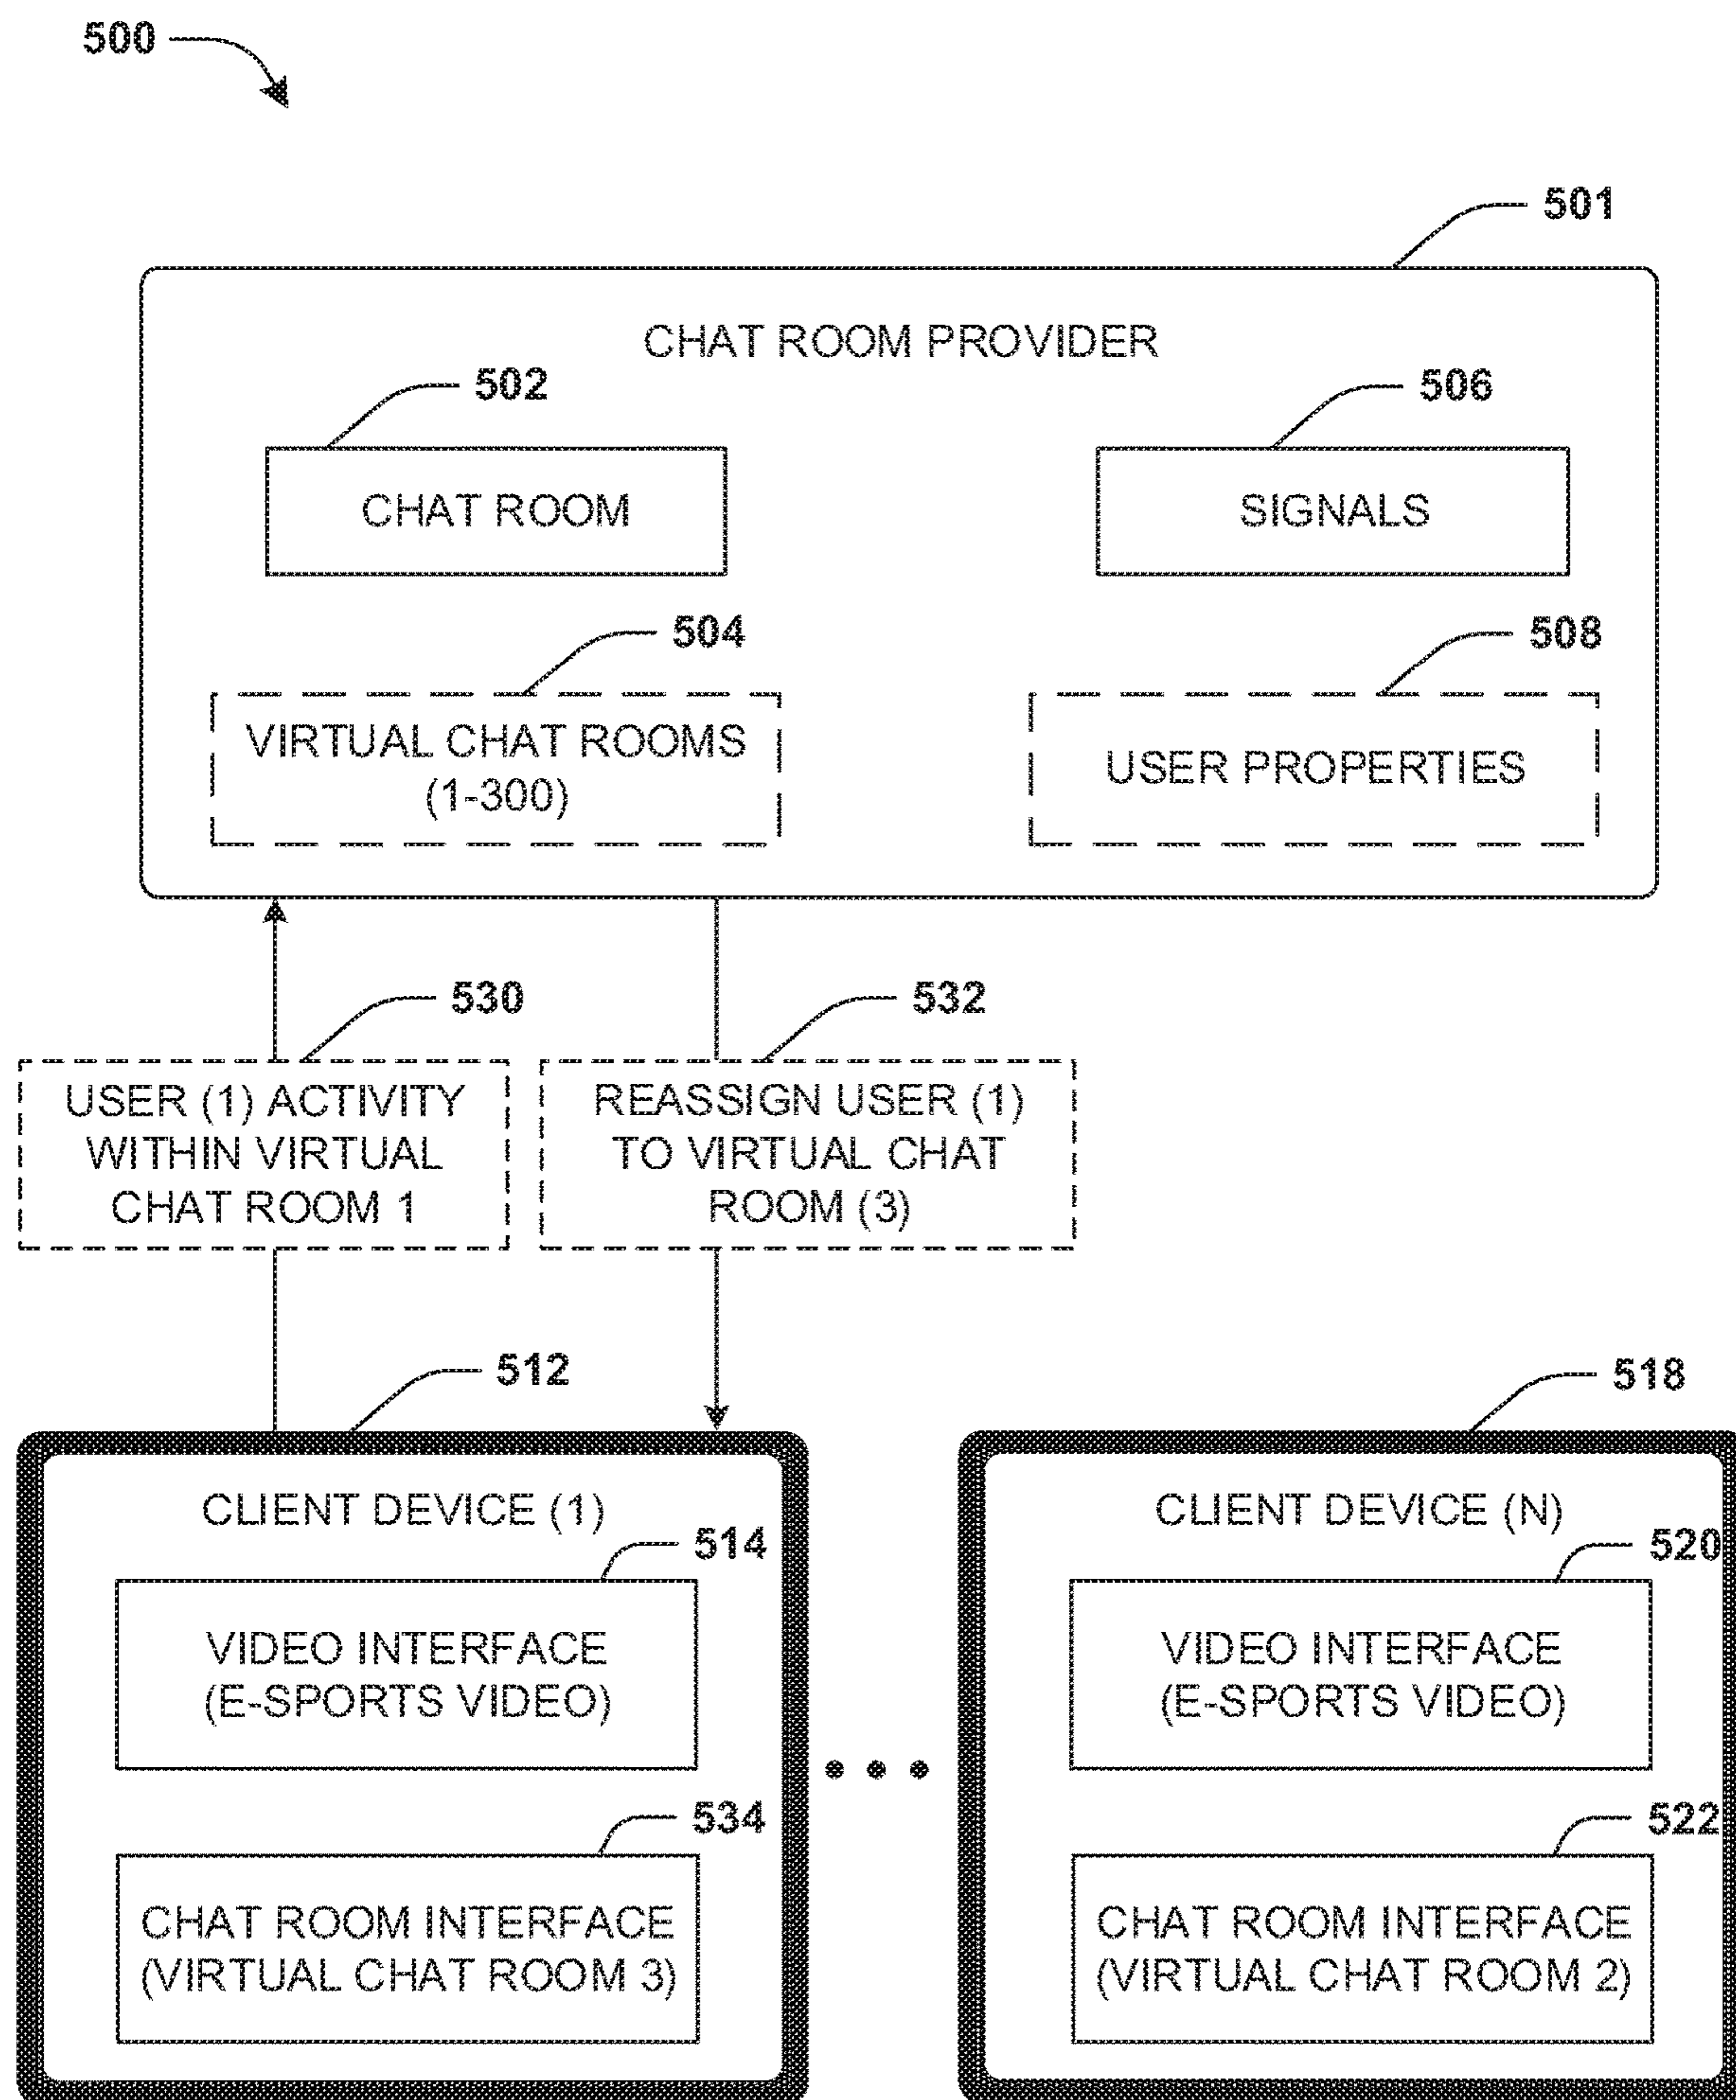 500
501
CHAT ROOM PROVIDER
502
506
CHAT ROOM
SIGNALS
504
508
VIRTUAL CHAT ROOMS
(1-300)
USER PROPERTIES
530
532
USER (1) ACTIVITY
WITHIN VIRTUAL
CHAT ROOM 1
REASSIGN USER (1)
TO VIRTUAL CHAT
ROOM (3)
512
518
CLIENT DEVICE (1)
514
VIDEO INTERFACE
(E-SPORTS VIDEO)
534
CHAT ROOM INTERFACE
(VIRTUAL CHAT ROOM 3)
CLIENT DEVICE (N)
520
VIDEO INTERFACE
(E-SPORTS VIDEO)
522
CHAT ROOM INTERFACE
(VIRTUAL CHAT ROOM 2)